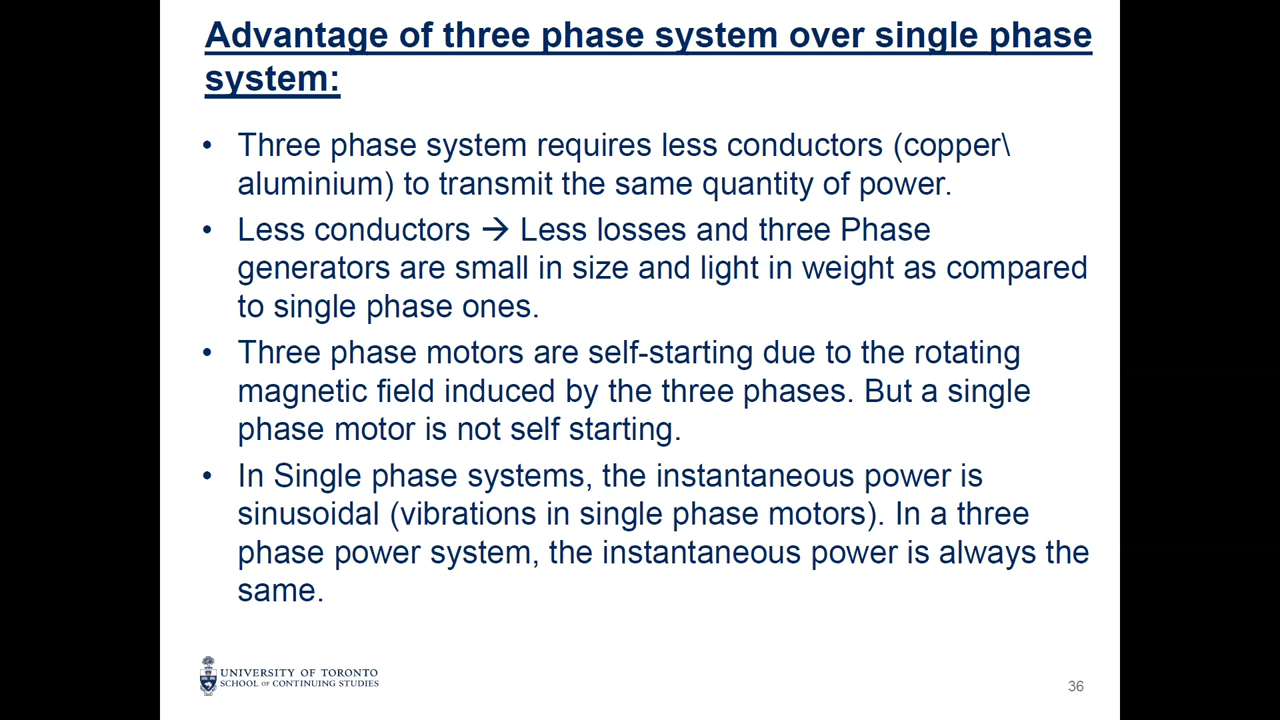 Advantage of three phase system over single phase
system:
• Three phase system requires less conductors (copper\
aluminium) to transmit the same quantity of power.
• Less conductors → Less losses and three Phase
generators are small in size and light in weight as compared
to single phase ones.
• Three phase motors are self-starting due to the rotating
magnetic field induced by the three phases. But a single
phase motor is not self starting.
• In Single phase systems, the instantaneous power is
sinusoidal (vibrations in single phase motors). In a three
phase power system, the instantaneous power is always the
same.
UNIVERSITY OF TORONTO
SCHOOL OF CONTINUING STUDIES
36